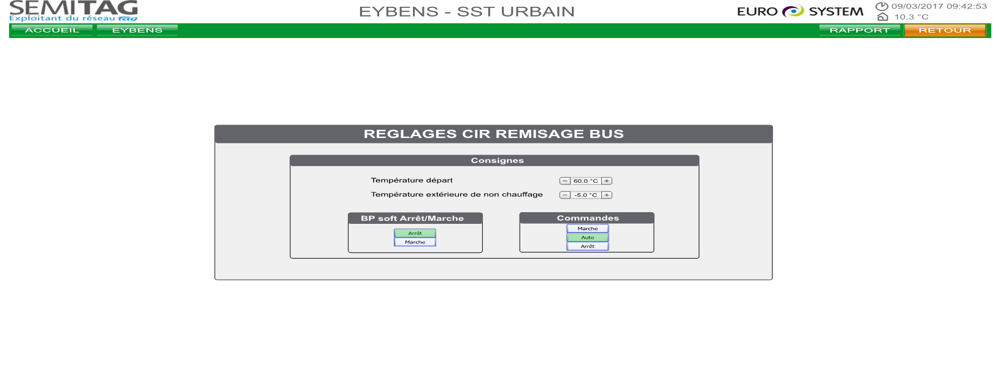 SEMITAG
Exploitant du réseau tag
EYBENS - SST URBAIN
EURO SYSTEM
09/03/2017 09:42:53
10.3 °C
ACCUEIL EYBENS RAPPORT RETOUR
REGLAGES CIR REMISAGE BUS
Consignes
Température départ − 60.0 °C +
Température extérieure de non chauffage − -5.0 °C +
BP soft Arrêt/Marche
Arrêt
Marche
Commandes
Marche
Auto
Arrêt